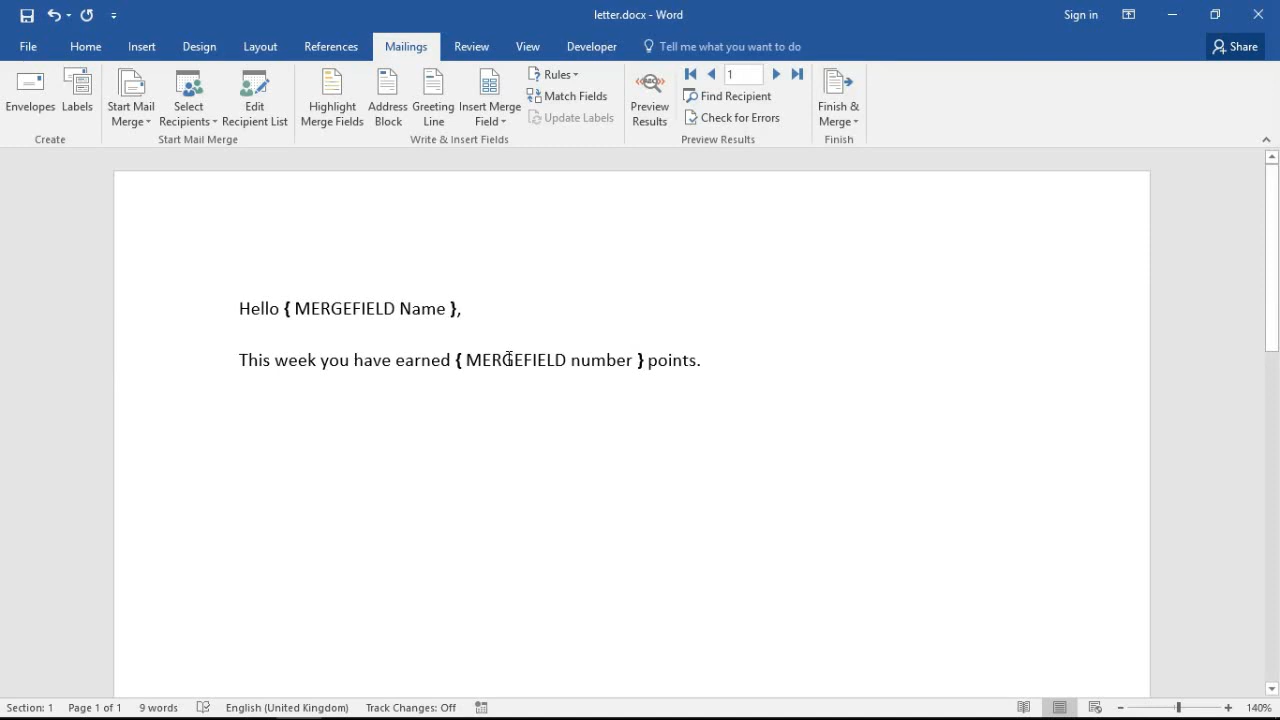 letter.docx - Word
Sign in
File Home Insert Design Layout References Mailings Review View Developer Tell me what you want to do Share
Envelopes
Labels
Create
Start Mail
Merge
Select
Recipients
Edit
Recipient List
Start Mail Merge
Highlight
Merge Fields
Address
Block
Greeting
Line
Insert Merge
Field
Rules
Match Fields
Update Labels
Write & Insert Fields
ABC
Preview
Results
1
Find Recipient
Check for Errors
Preview Results
Finish &
Merge
Finish
Hello { MERGEFIELD Name },
This week you have earned { MERGEFIELD number } points.
Section: 1 Page 1 of 1 9 words English (United Kingdom) Track Changes: Off 140%